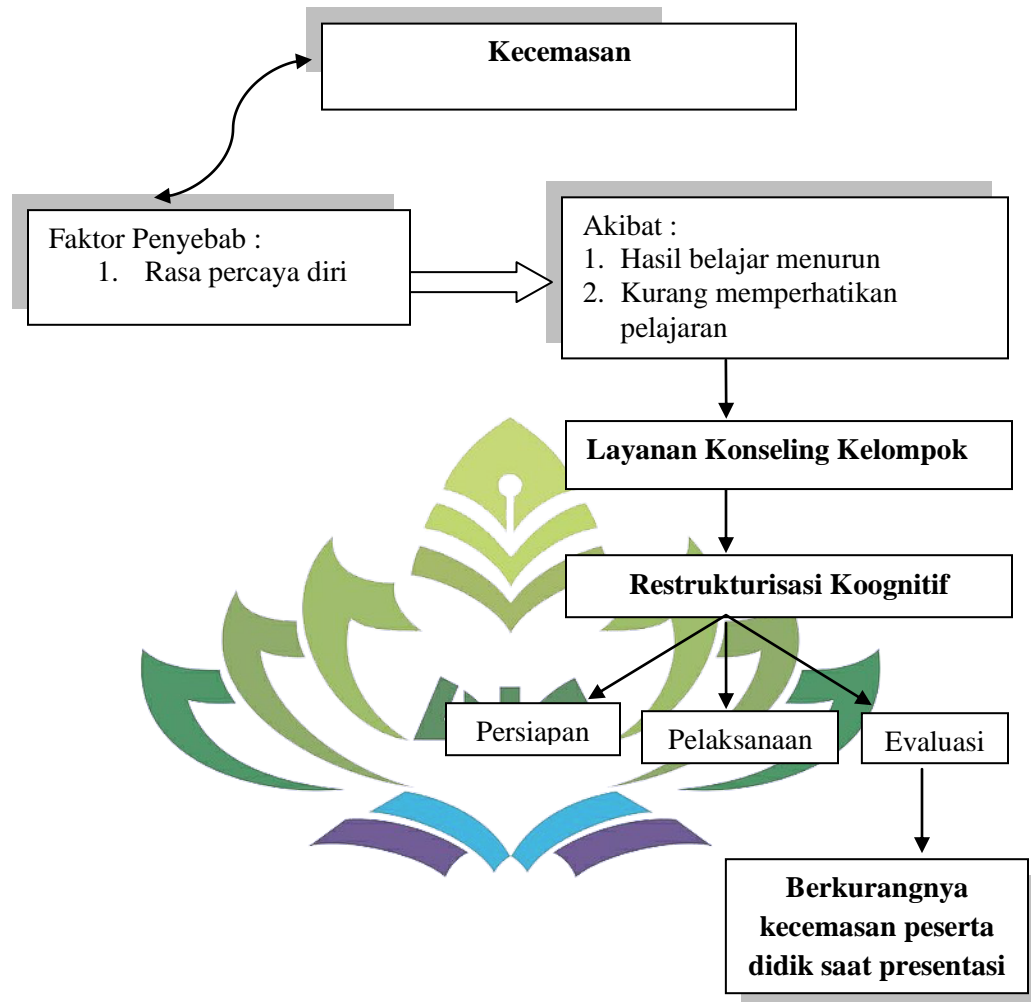 Kecemasan
Faktor Penyebab :
1. Rasa percaya diri
Akibat :
1. Hasil belajar menurun
2. Kurang memperhatikan
pelajaran
Layanan Konseling Kelompok
Restrukturisasi Koognitif
Persiapan
Pelaksanaan
Evaluasi
Berkurangnya
kecemasan peserta
didik saat presentasi